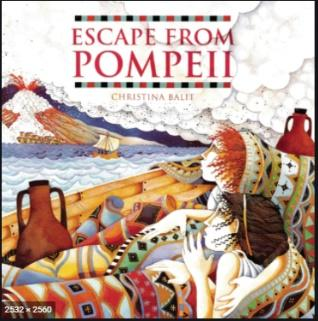 ESCAPE FROM
POMPEII
CHRISTINA BALIT
2532 × 2560